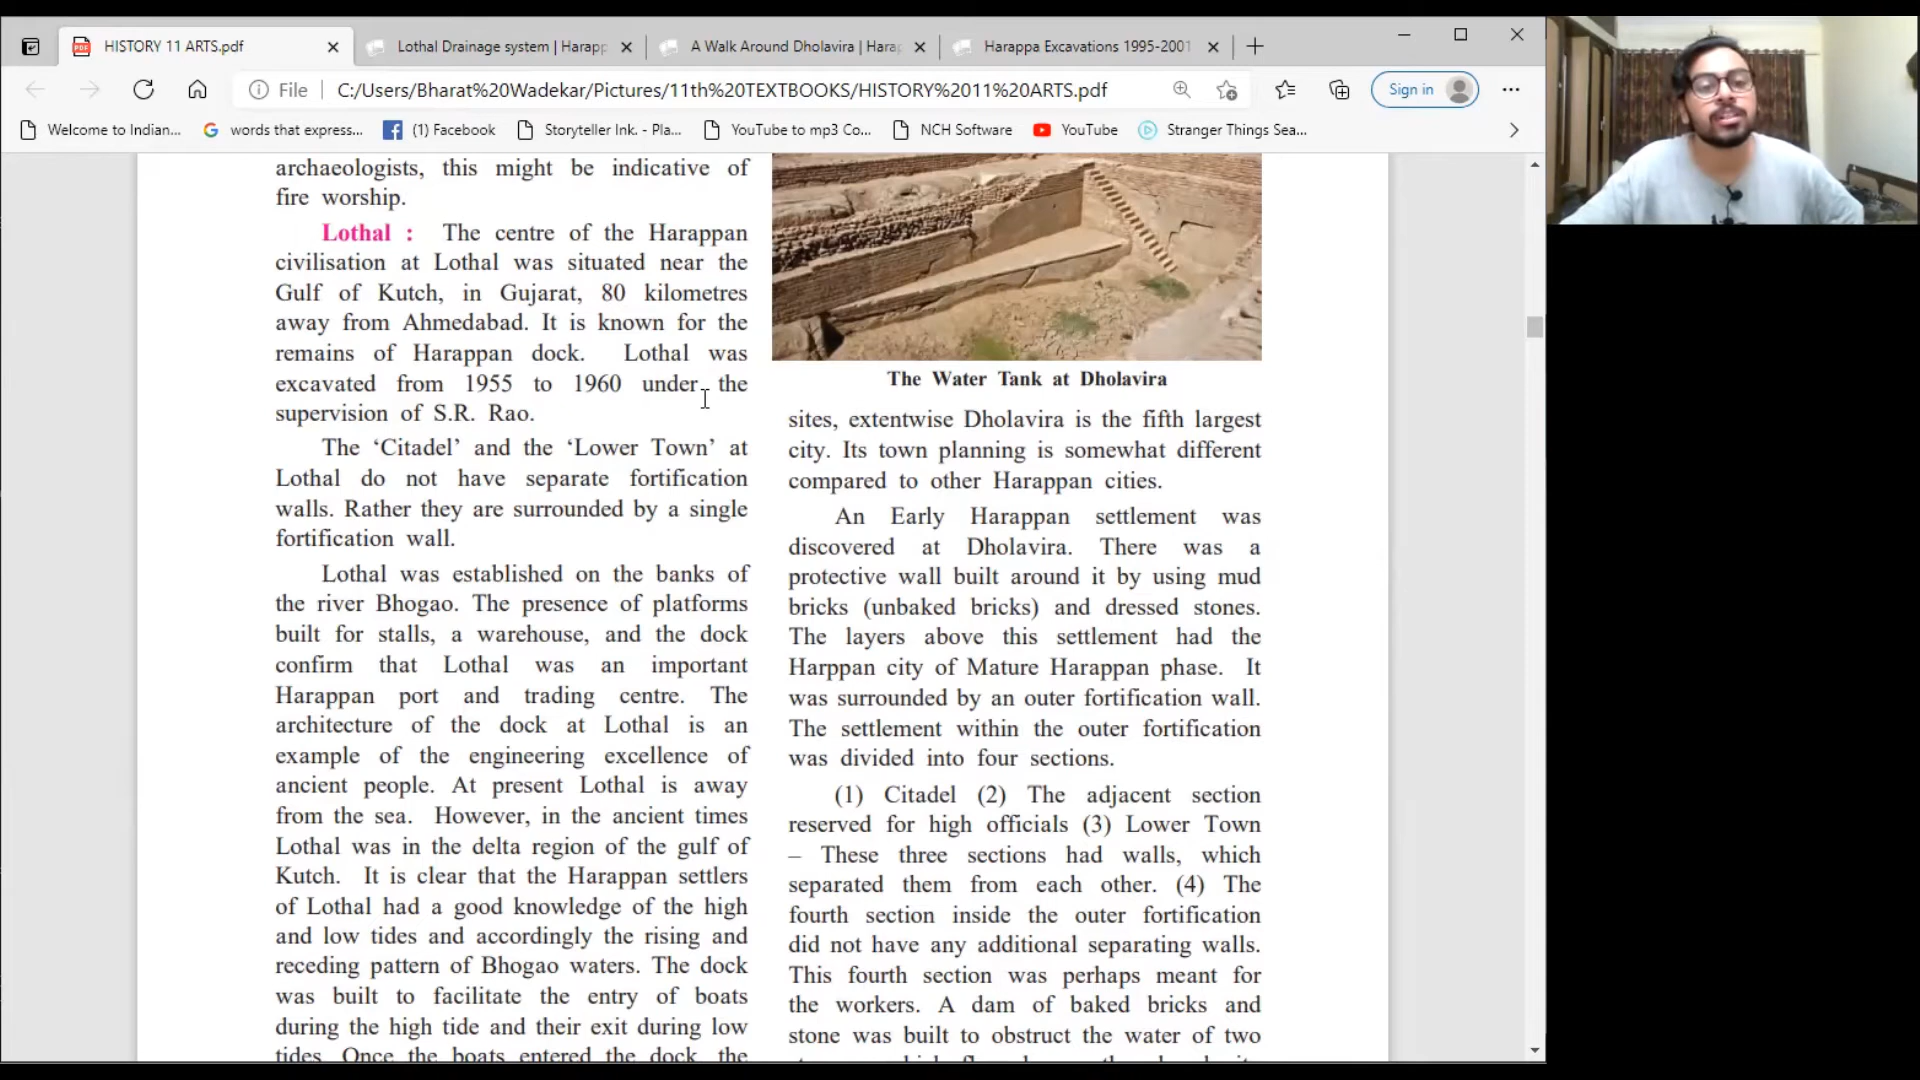 HISTORY 11 ARTS.pdf
Lothal Drainage system | Harapp
A Walk Around Dholavira | Harap
Harappa Excavations 1995-2001
File
C:/Users/Bharat%20Wadekar/Pictures/11th%20TEXTBOOKS/HISTORY%2011%20ARTS.pdf
Sign in
Welcome to Indian...
words that express...
(1) Facebook
Storyteller Ink. - Pla...
YouTube to mp3 Co...
NCH Software
YouTube
Stranger Things Sea...
archaeologists, this might be indicative of
fire worship.
Lothal : The centre of the Harappan
civilisation at Lothal was situated near the
Gulf of Kutch, in Gujarat, 80 kilometres
away from Ahmedabad. It is known for the
remains of Harappan dock. Lothal was
excavated from 1955 to 1960 under the
supervision of S.R. Rao.
The ‘Citadel’ and the ‘Lower Town’ at
Lothal do not have separate fortification
walls. Rather they are surrounded by a single
fortification wall.
Lothal was established on the banks of
the river Bhogao. The presence of platforms
built for stalls, a warehouse, and the dock
confirm that Lothal was an important
Harappan port and trading centre. The
architecture of the dock at Lothal is an
example of the engineering excellence of
ancient people. At present Lothal is away
from the sea. However, in the ancient times
Lothal was in the delta region of the gulf of
Kutch. It is clear that the Harappan settlers
of Lothal had a good knowledge of the high
and low tides and accordingly the rising and
receding pattern of Bhogao waters. The dock
was built to facilitate the entry of boats
during the high tide and their exit during low
tides. Once the boats entered the dock, the
The Water Tank at Dholavira
sites, extentwise Dholavira is the fifth largest
city. Its town planning is somewhat different
compared to other Harappan cities.
An Early Harappan settlement was
discovered at Dholavira. There was a
protective wall built around it by using mud
bricks (unbaked bricks) and dressed stones.
The layers above this settlement had the
Harppan city of Mature Harappan phase. It
was surrounded by an outer fortification wall.
The settlement within the outer fortification
was divided into four sections.
(1) Citadel (2) The adjacent section
reserved for high officials (3) Lower Town
– These three sections had walls, which
separated them from each other. (4) The
fourth section inside the outer fortification
did not have any additional separating walls.
This fourth section was perhaps meant for
the workers. A dam of baked bricks and
stone was built to obstruct the water of two